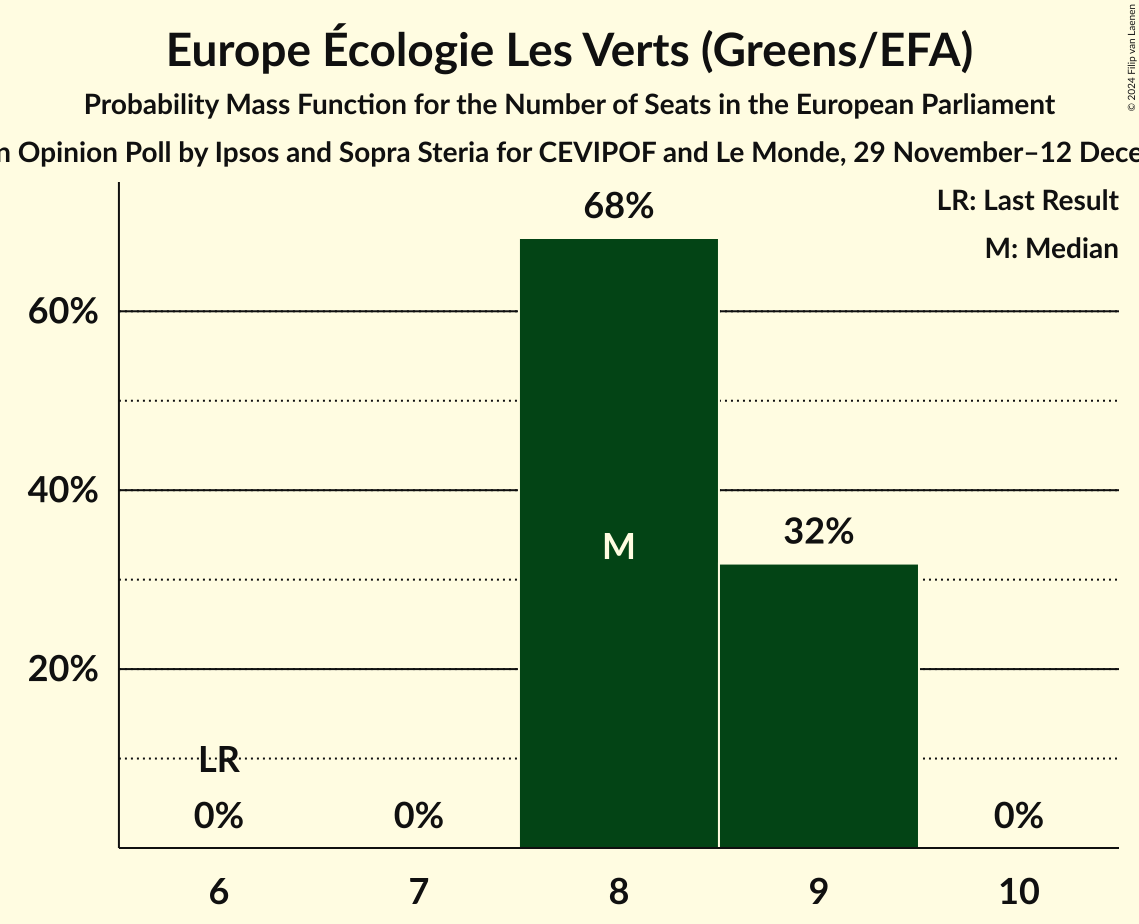 Europe Écologie Les Verts (Greens/EFA)
Probability Mass Function for the Number of Seats in the European Parliament
Opinion Poll by Ipsos and Sopra Steria for CEVIPOF and Le Monde, 29 November–12
© 2024 Filip van Laenen
LR: Last Result
M: Median
68%
60%
40%
32%
M
20%
LR
0%
0%
0%
6
7
8
9
10